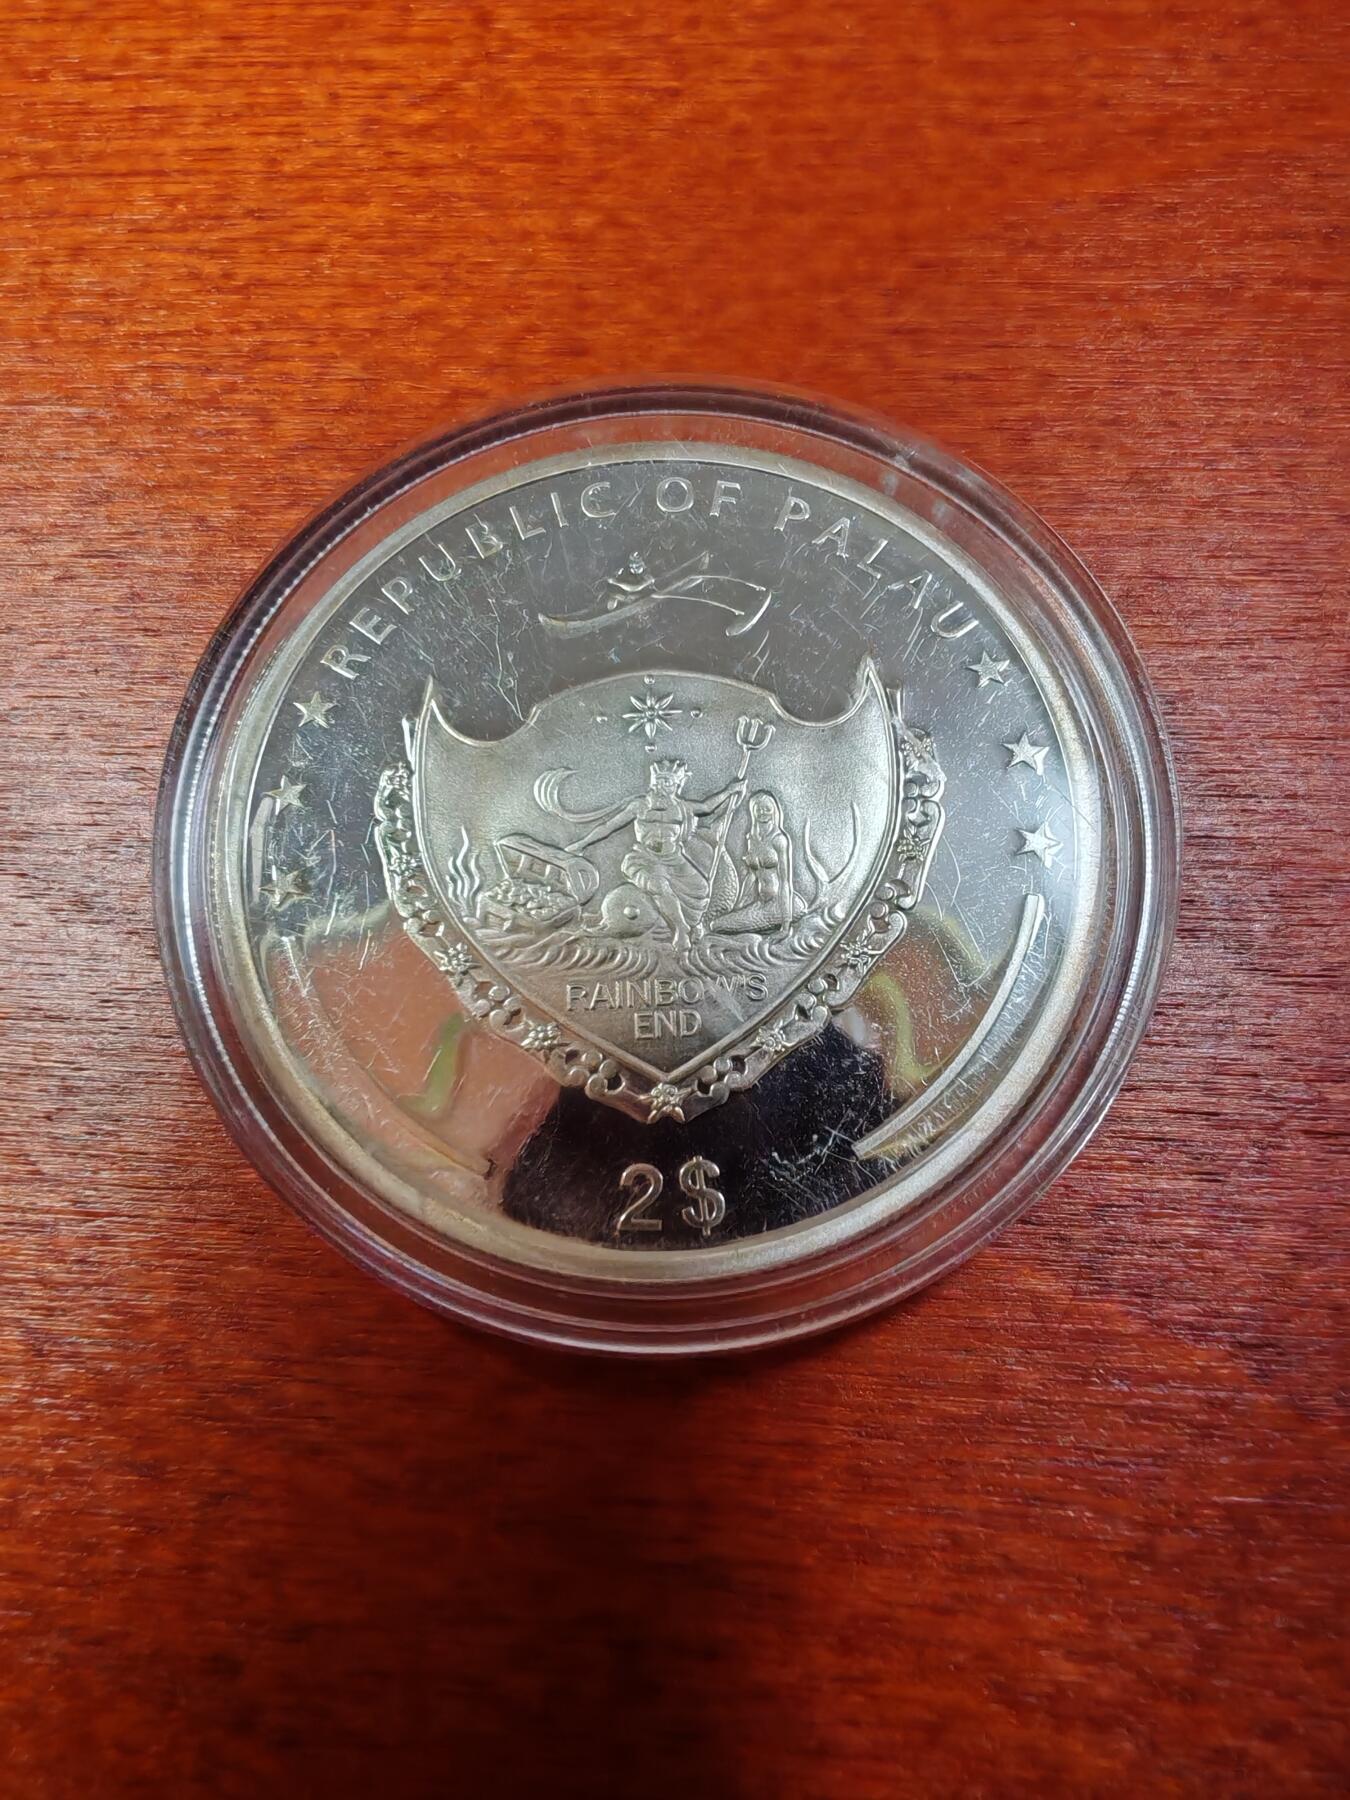 REPUBLIC OF PALAU
RAINBOW'S
END
2$